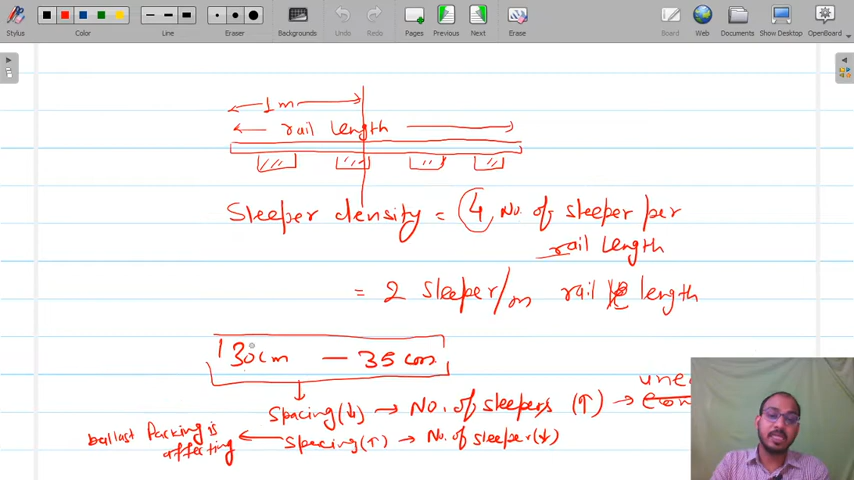 Stylus
Color
Line
Eraser
Backgrounds
Undo
Redo
Pages
Previous
Next
Erase
Board
Web
Documents
Show Desktop
OpenBoard
1 m
rail length
Sleeper density = 4 No. of sleeper per
rail length
= 2 sleeper/m rail length
30cm - 35 cm
spacing(↓) → No. of sleepers (↑) →
ballast packing is
affecting
← spacing(↑) → No. of sleeper(↓)